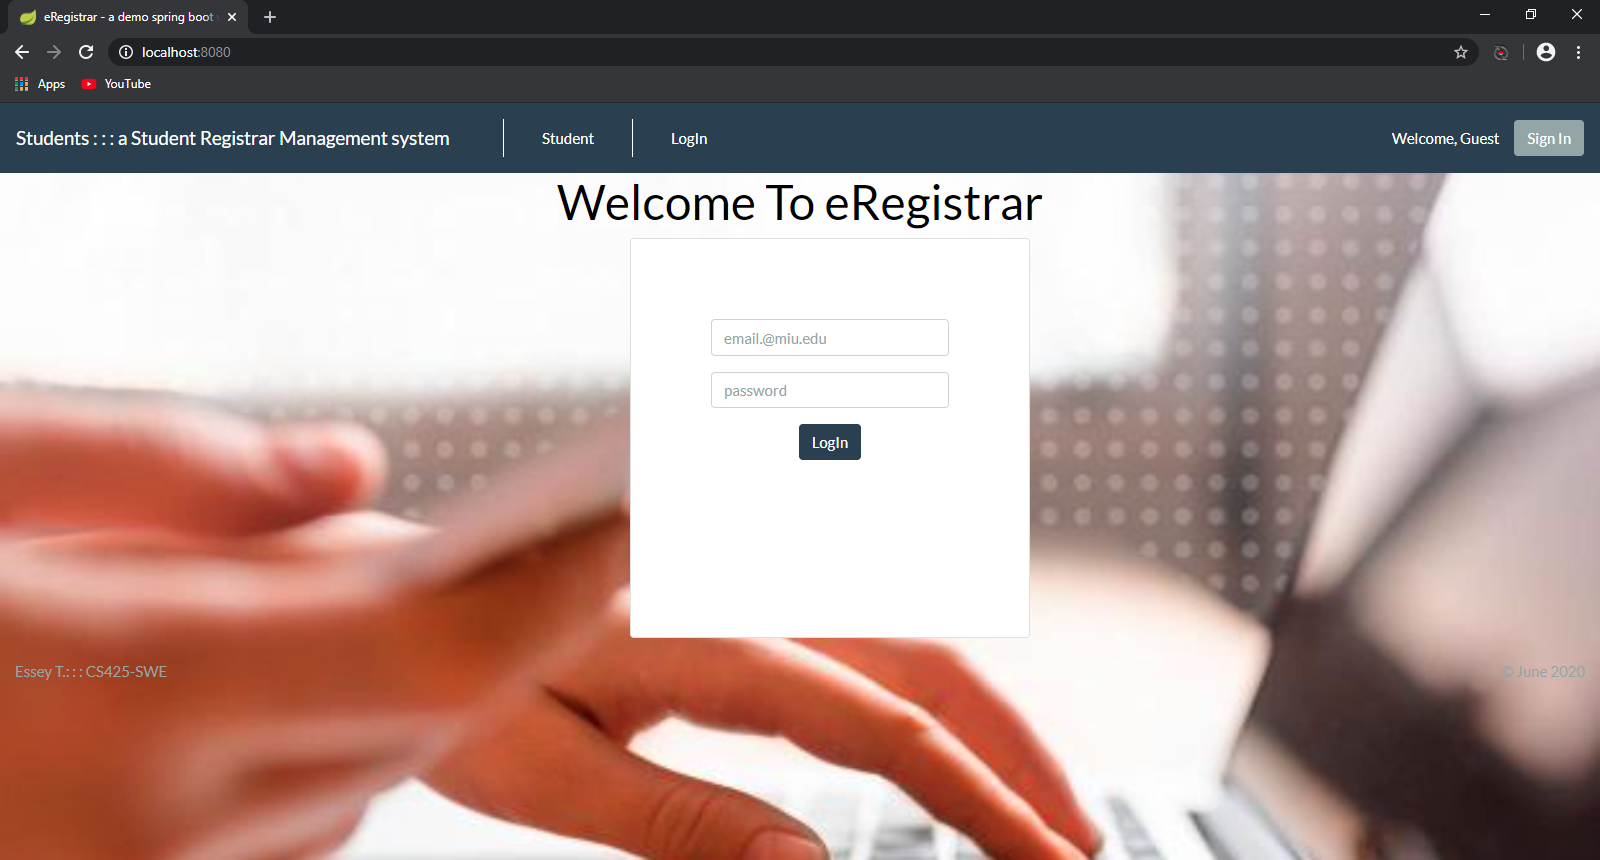 eRegistrar - a demo spring boot
localhost:8080
Apps YouTube
Students : : : a Student Registrar Management system Student LogIn Welcome, Guest Sign In
Welcome To eRegistrar
email.@miu.edu
password
LogIn
Essey T.: : : CS425-SWE © June 2020